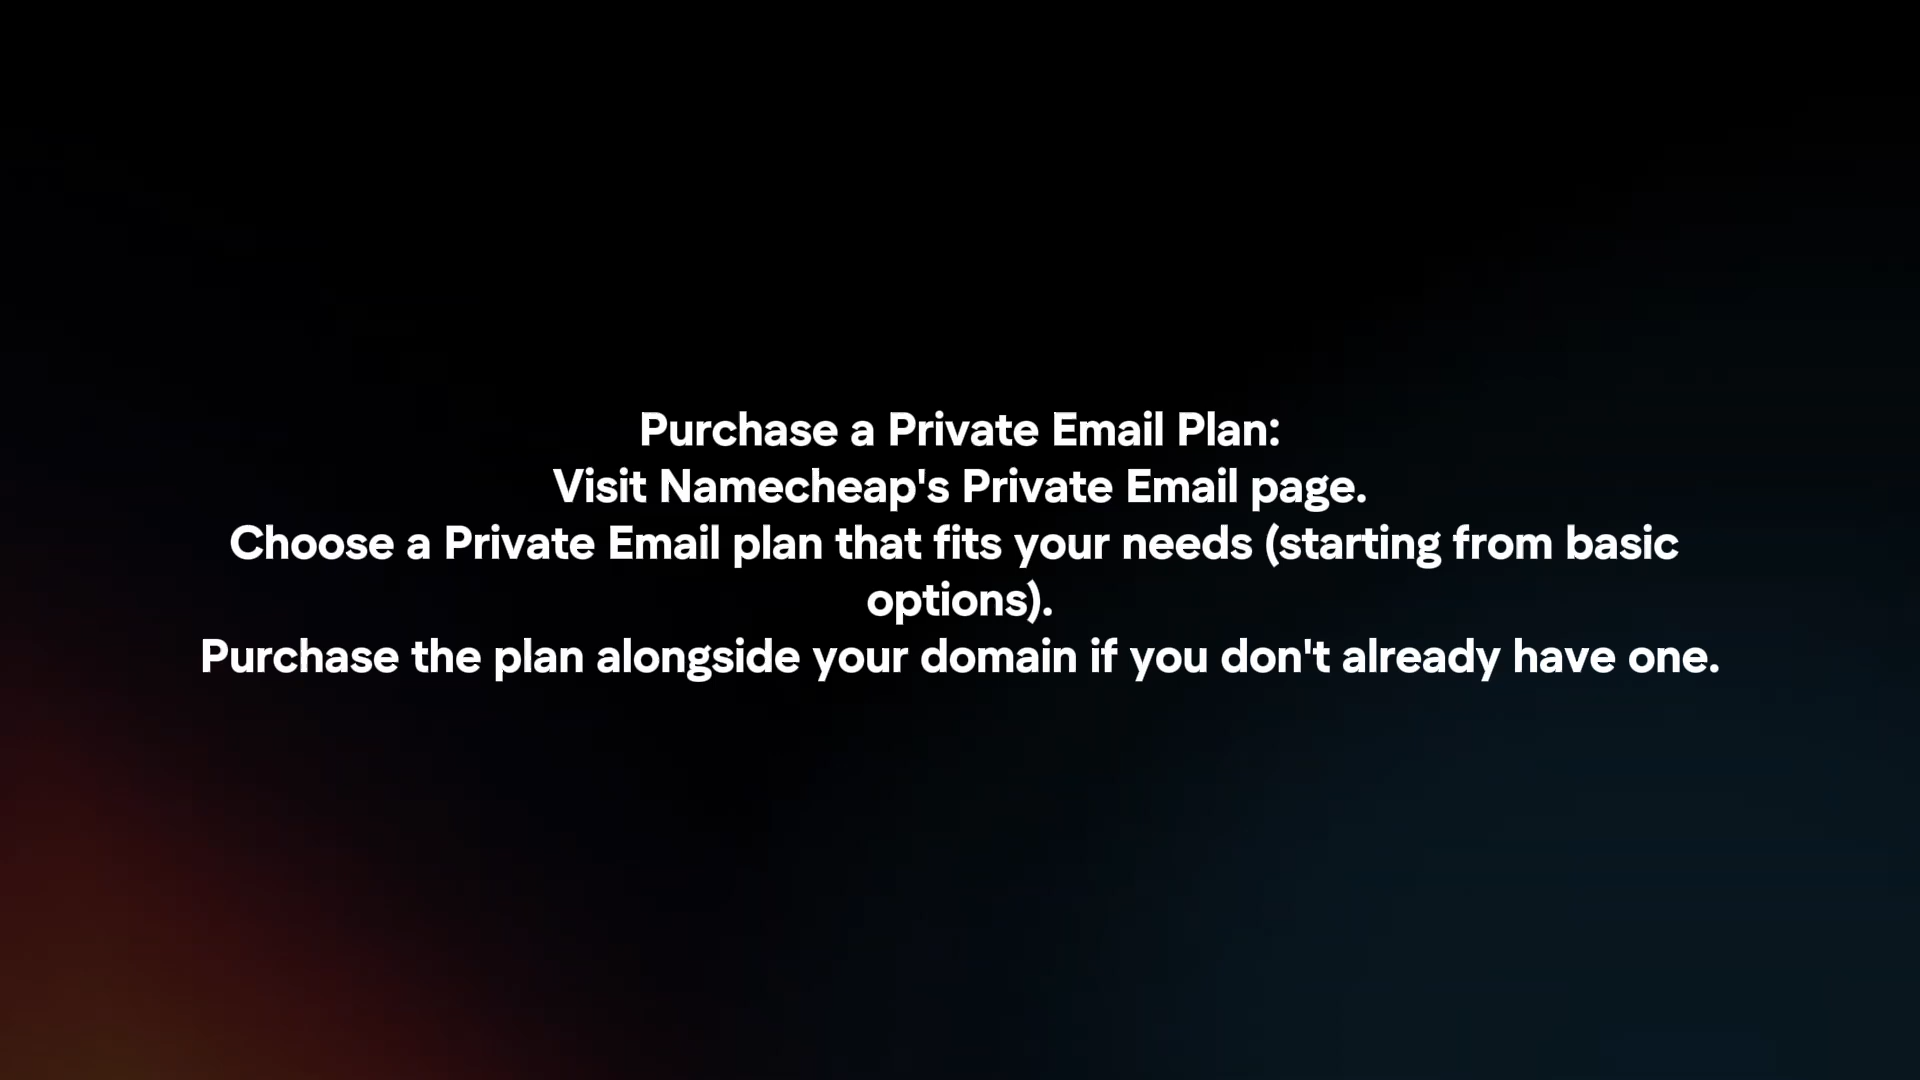 Purchase a Private Email Plan:
Visit Namecheap's Private Email page.
Choose a Private Email plan that fits your needs (starting from basic
options).
Purchase the plan alongside your domain if you don't already have one.